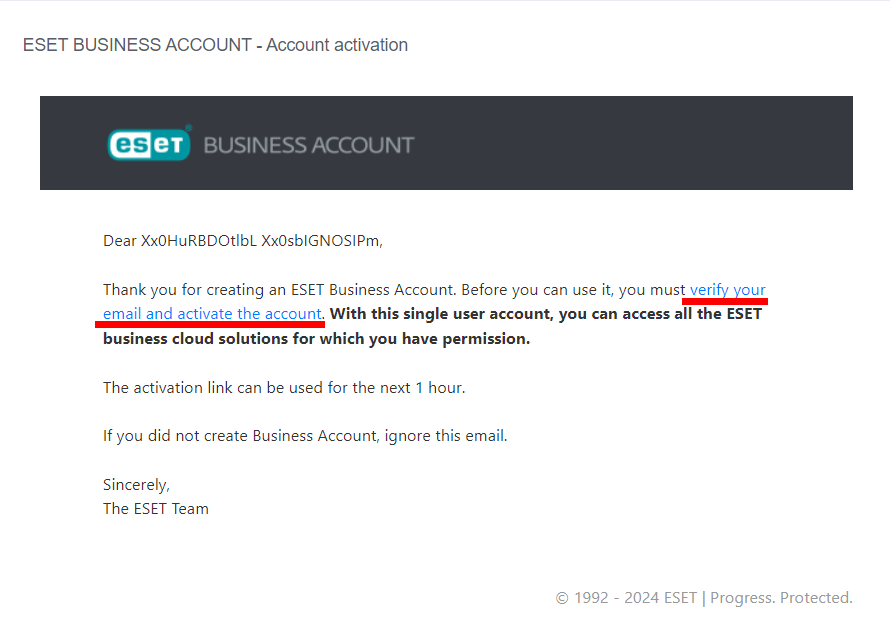 ESET BUSINESS ACCOUNT - Account activation
eset BUSINESS ACCOUNT
Dear Xx0HuRBDOtlbL Xx0sbIGNOSIPm,
Thank you for creating an ESET Business Account. Before you can use it, you must verify your
email and activate the account. With this single user account, you can access all the ESET
business cloud solutions for which you have permission.
The activation link can be used for the next 1 hour.
If you did not create Business Account, ignore this email.
Sincerely,
The ESET Team
© 1992 - 2024 ESET | Progress. Protected.